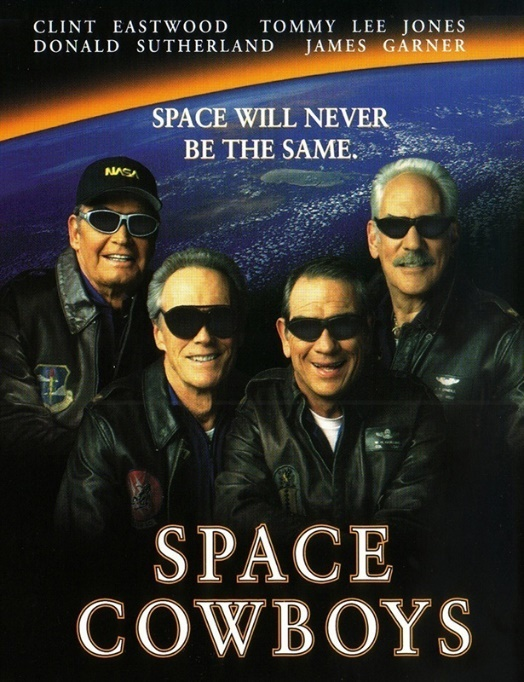 CLINT EASTWOOD TOMMY LEE JONES
DONALD SUTHERLAND JAMES GARNER
SPACE WILL NEVER
BE THE SAME.
NASA
SPACE
COWBOYS